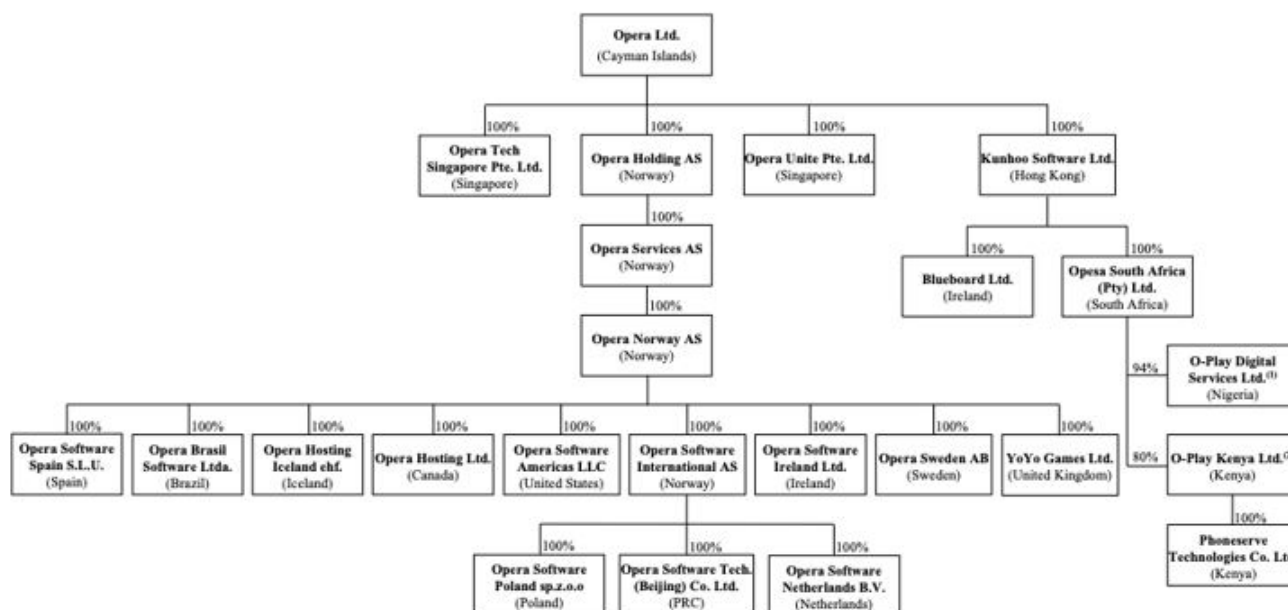 Opera Ltd.
(Cayman Islands)
100%
100%
100%
100%
Opera Tech
Singapore Pte. Ltd.
(Singapore)
Opera Holding AS
(Norway)
Opera Unite Pte. Ltd.
(Singapore)
Kunhoo Software Ltd.
(Hong Kong)
100%
100%
100%
Opera Services AS
(Norway)
Blueboard Ltd.
(Ireland)
Opesa South Africa
(Pty) Ltd.
(South Africa)
100%
Opera Norway AS
(Norway)
94%
O-Play Digital
Services Ltd.(1)
(Nigeria)
100%
100%
100%
100%
100%
100%
100%
100%
100%
Opera Software
Spain S.L.U.
(Spain)
Opera Brasil
Software Ltda.
(Brazil)
Opera Hosting
Iceland ehf.
(Iceland)
Opera Hosting Ltd.
(Canada)
Opera Software
Americas LLC
(United States)
Opera Software
International AS
(Norway)
Opera Software
Ireland Ltd.
(Ireland)
Opera Sweden AB
(Sweden)
YoYo Games Ltd.
(United Kingdom)
80%
O-Play Kenya Ltd.(2
(Kenya)
100%
Phoneserve
Technologies Co. Lt
(Kenya)
100%
100%
100%
Opera Software
Poland sp.z.o.o
(Poland)
Opera Software Tech.
(Beijing) Co. Ltd.
(PRC)
Opera Software
Netherlands B.V.
(Netherlands)